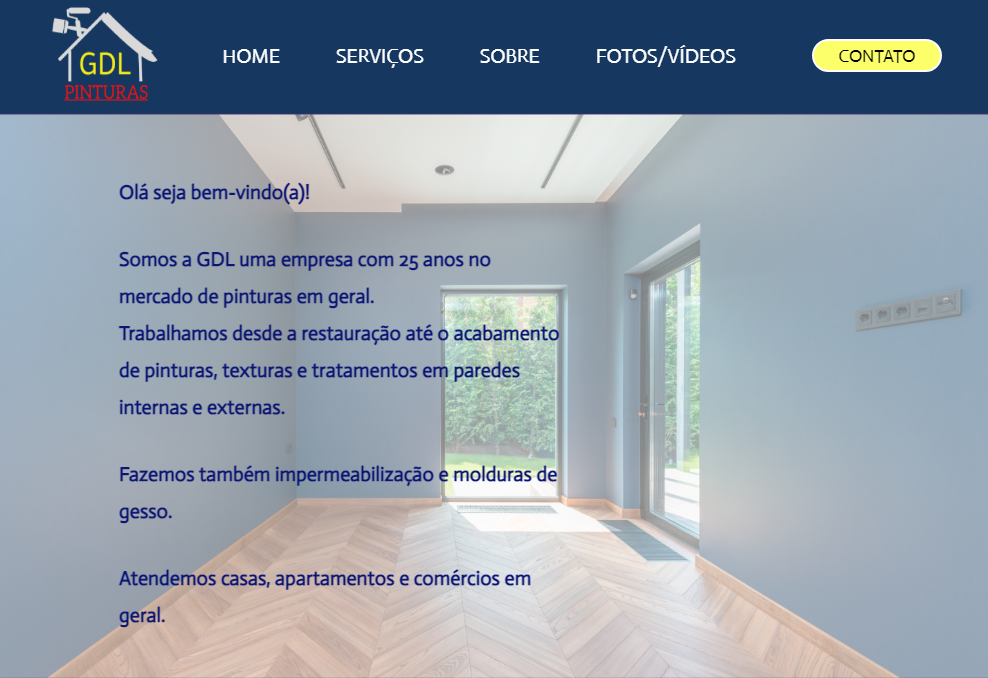 GDL
PINTURAS
HOME
SERVIÇOS
SOBRE
FOTOS/VÍDEOS
CONTATO
Olá seja bem-vindo(a)!
Somos a GDL uma empresa com 25 anos no
mercado de pinturas em geral.
Trabalhamos desde a restauração até o acabamento
de pinturas, texturas e tratamentos em paredes
internas e externas.
Fazemos também impermeabilização e molduras de
gesso.
Atendemos casas, apartamentos e comércios em
geral.